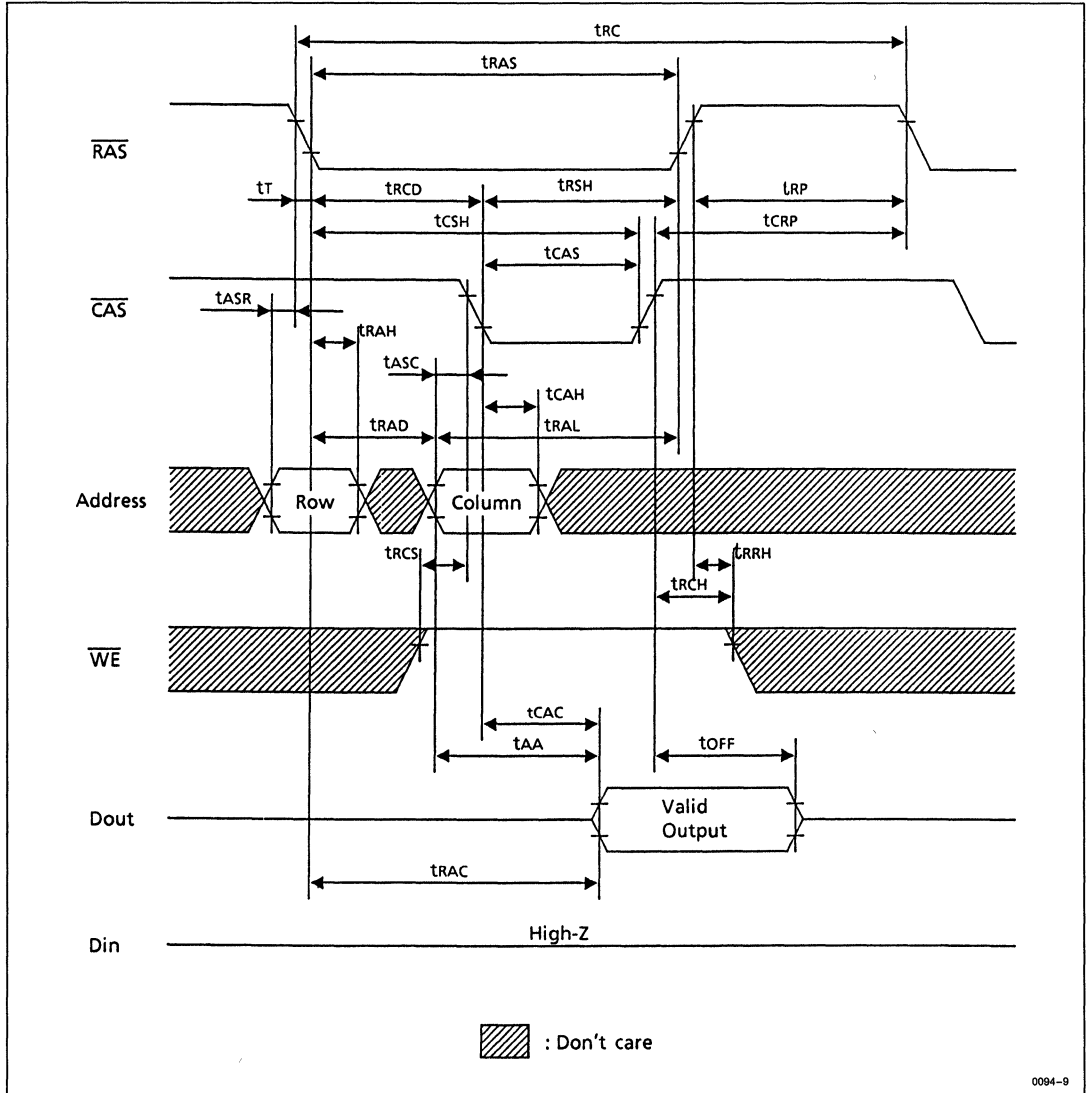 tRC
tRAS
RAS
tT
tRCD
tRSH
tRP
tCSH
tCRP
tCAS
CAS
tASR
tRAH
tASC
tCAH
tRAD
tRAL
Address
Row
Column
tRCS
tRRH
tRCH
WE
tCAC
tAA
tOFF
Dout
Valid
Output
tRAC
High-Z
Din
: Don't care
0094-9